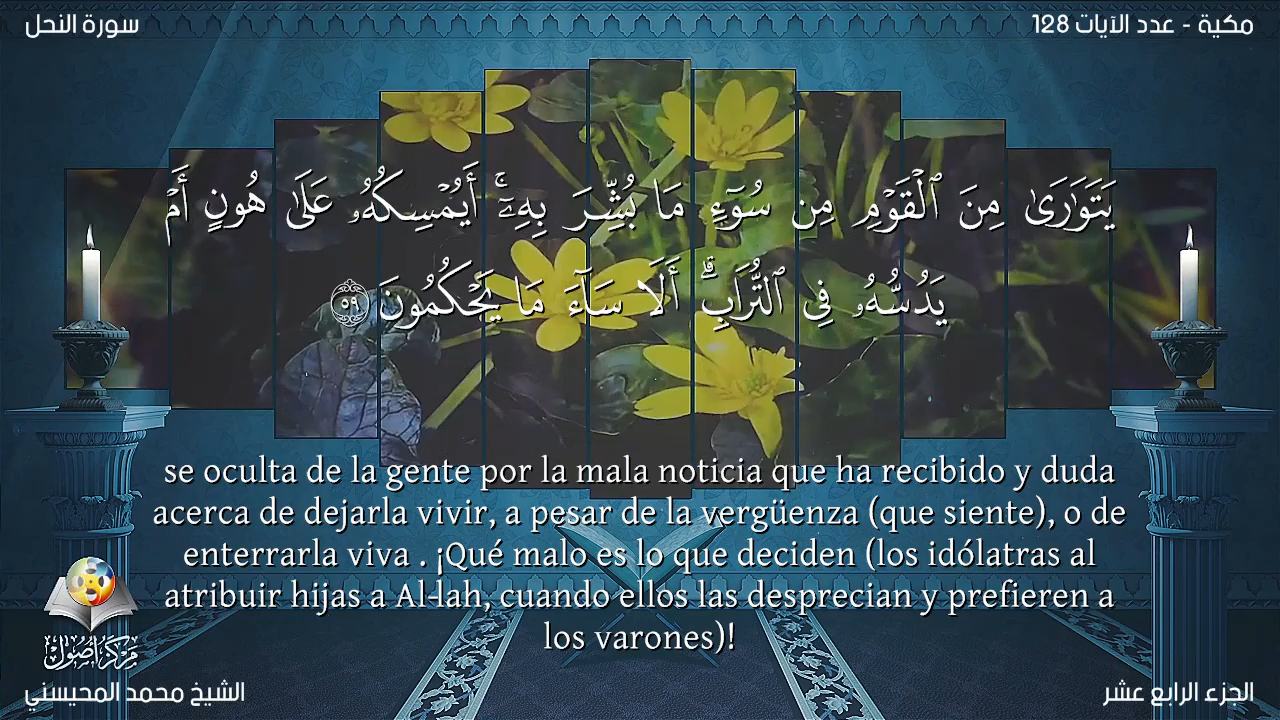 سورة النحل
مكية - عدد الآيات 128
يَتَوَٰرَىٰ مِنَ ٱلْقَوْمِ مِن سُوٓءِ مَا بُشِّرَ بِهِۦٓ ۚ أَيُمْسِكُهُۥ عَلَىٰ هُونٍ أَمْ
يَدُسُّهُۥ فِى ٱلتُّرَابِ ۗ أَلَا سَآءَ مَا يَحْكُمُونَ ٥٩
se oculta de la gente por la mala noticia que ha recibido y duda
acerca de dejarla vivir, a pesar de la vergüenza (que siente), o de
enterrarla viva . ¡Qué malo es lo que deciden (los idólatras al
atribuir hijas a Al-lah, cuando ellos las desprecian y prefieren a
los varones)!
مركز أصول
الشيخ محمد المحيسني
الجزء الرابع عشر